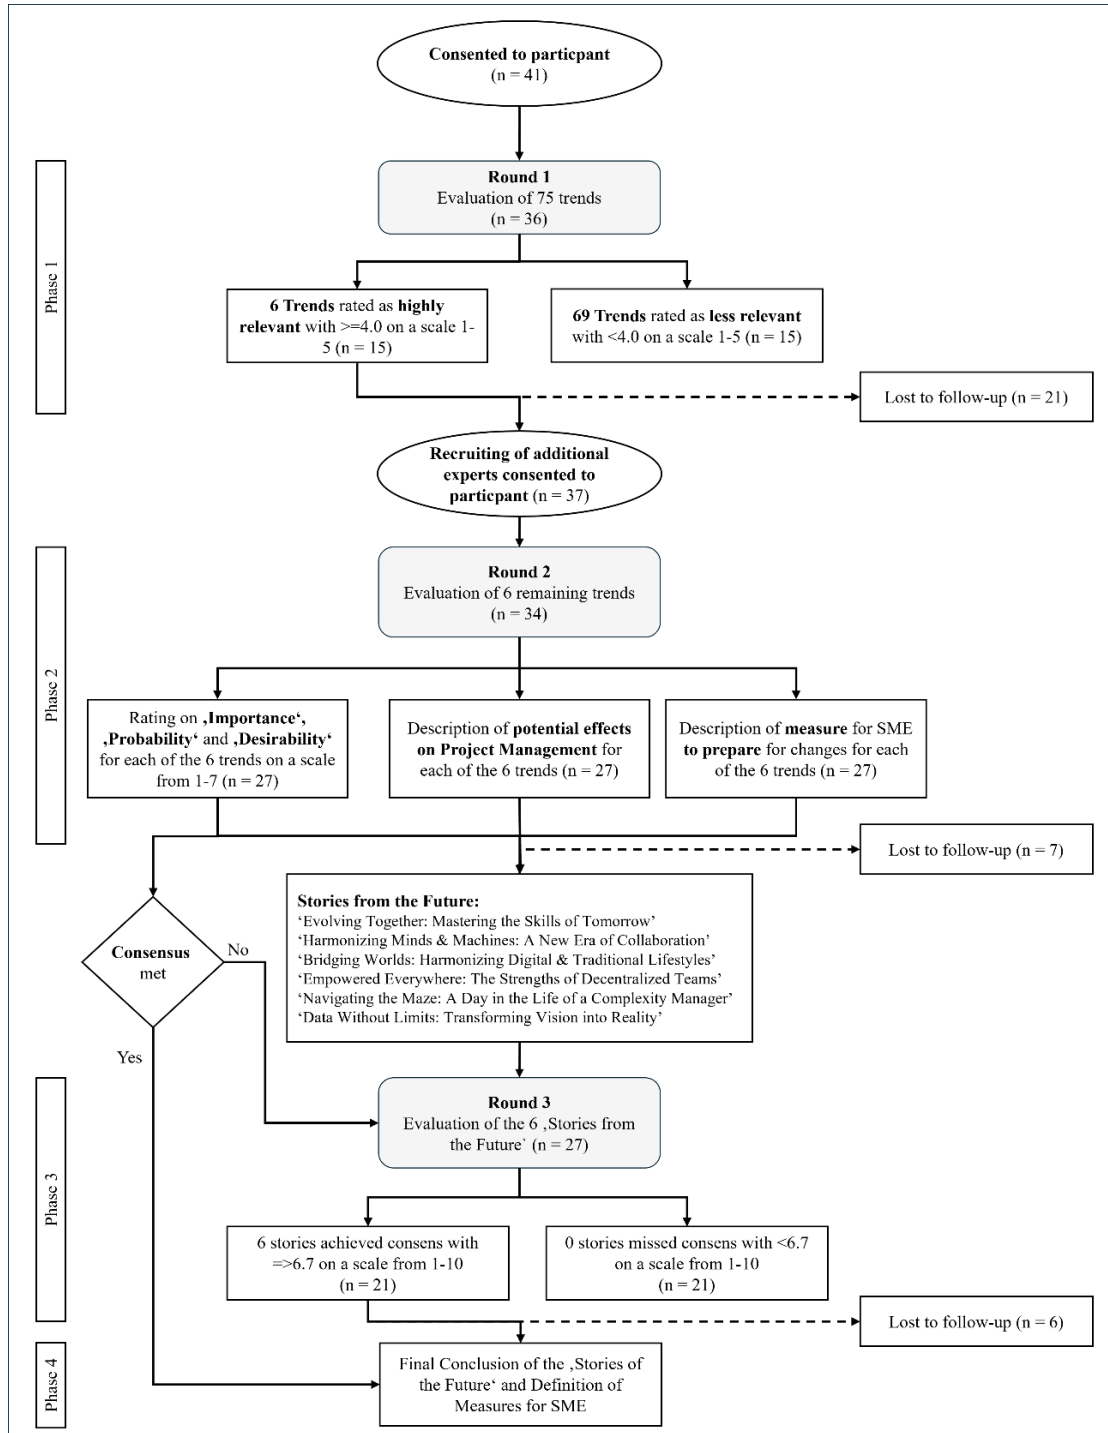 Consented to particpant
(n = 41)
Phase 1
Round 1
Evaluation of 75 trends
(n = 36)
6 Trends rated as highly
relevant with >=4.0 on a scale 1-
5 (n = 15)
69 Trends rated as less relevant
with <4.0 on a scale 1-5 (n = 15)
Lost to follow-up (n = 21)
Recruiting of additional
experts consented to
particpant (n = 37)
Phase 2
Round 2
Evaluation of 6 remaining trends
(n = 34)
Rating on ‚Importance‘,
‚Probability‘ and ‚Desirability‘
for each of the 6 trends on a scale
from 1-7 (n = 27)
Description of potential effects
on Project Management for
each of the 6 trends (n = 27)
Description of measure for SME
to prepare for changes for each
of the 6 trends (n = 27)
Lost to follow-up (n = 7)
Stories from the Future:
‘Evolving Together: Mastering the Skills of Tomorrow’
‘Harmonizing Minds & Machines: A New Era of Collaboration’
‘Bridging Worlds: Harmonizing Digital & Traditional Lifestyles’
‘Empowered Everywhere: The Strengths of Decentralized Teams’
‘Navigating the Maze: A Day in the Life of a Complexity Manager’
‘Data Without Limits: Transforming Vision into Reality’
Consensus
met
No
Yes
Phase 3
Round 3
Evaluation of the 6 ‚Stories from
the Future` (n = 27)
6 stories achieved consens with
=>6.7 on a scale from 1-10
(n = 21)
0 stories missed consens with <6.7
on a scale from 1-10
(n = 21)
Lost to follow-up (n = 6)
Phase 4
Final Conclusion of the ‚Stories of
the Future‘ and Definition of
Measures for SME